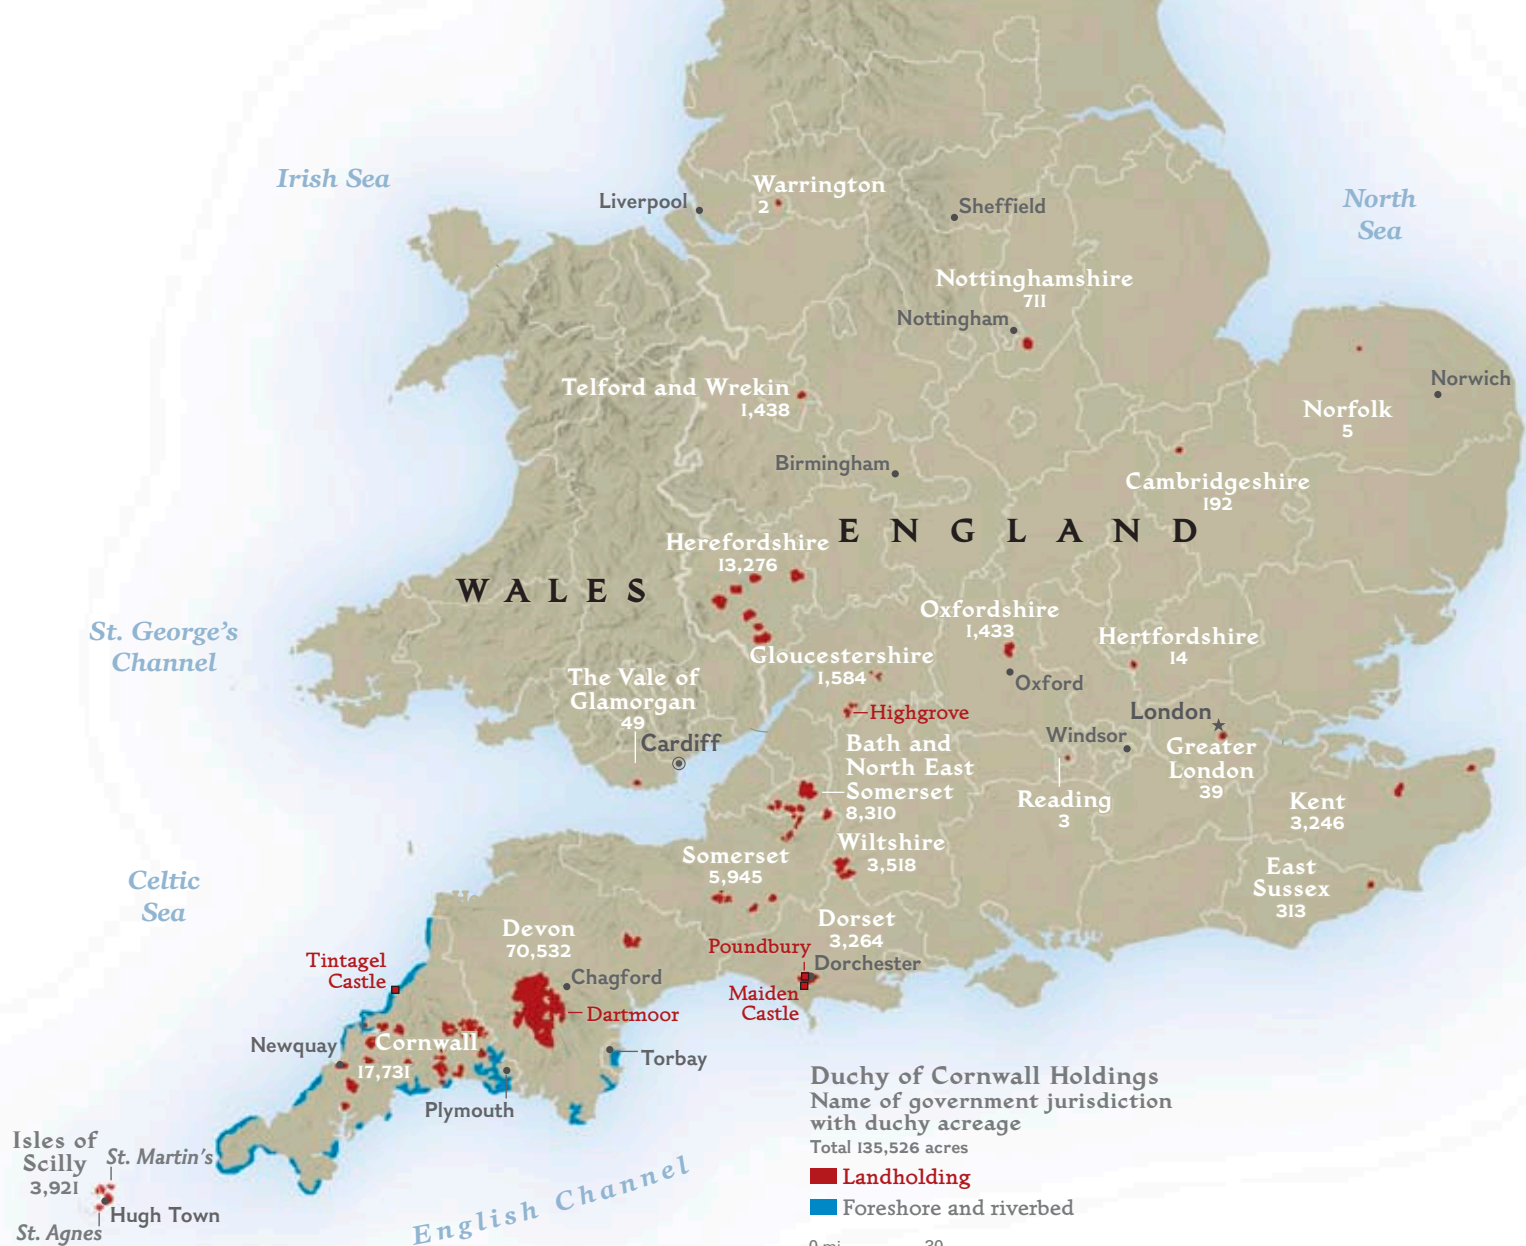 Irish Sea
Liverpool
Warrington
2
Sheffield
North
Sea
Nottinghamshire
711
Nottingham
Telford and Wrekin
1,438
Norwich
Norfolk
5
Birmingham
Cambridgeshire
192
ENGLAND
Herefordshire
13,276
WALES
St. George's
Channel
Oxfordshire
1,433
Hertfordshire
14
Gloucestershire
1,584
The Vale of
Glamorgan
49
Oxford
Highgrove
London
Cardiff
Windsor
Bath and
North East
Somerset
8,310
Greater
London
39
Reading
3
Kent
3,246
Wiltshire
3,518
Somerset
5,945
East
Sussex
313
Celtic
Sea
Devon
70,532
Dorset
3,264
Poundbury
Dorchester
Tintagel
Castle
Chagford
Maiden
Castle
Dartmoor
Newquay
Cornwall
17,731
Torbay
Plymouth
Duchy of Cornwall Holdings
Name of government jurisdiction
with duchy acreage
Total 135,526 acres
Landholding
Foreshore and riverbed
Isles of
Scilly
3,921
St. Martin's
Hugh Town
St. Agnes
English Channel
0 mi 30